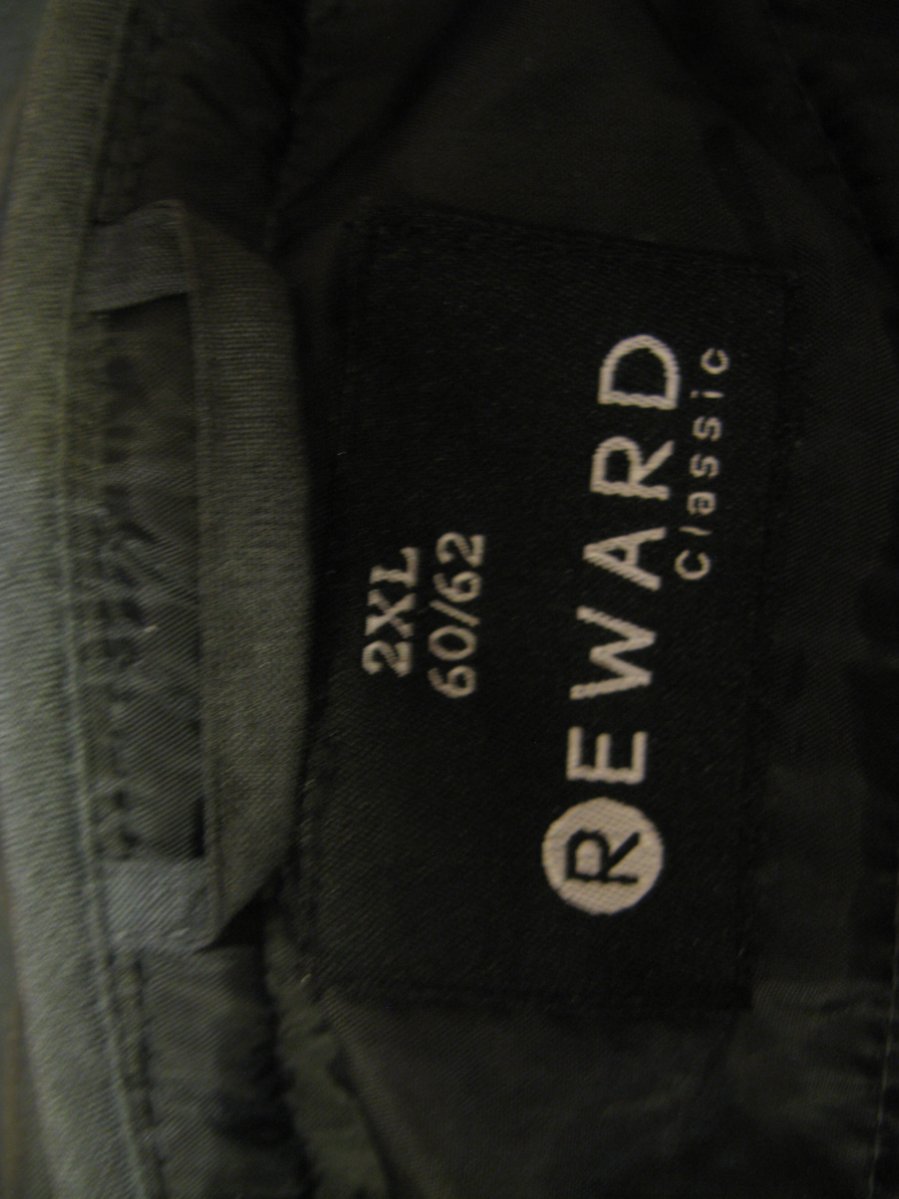 2XL
60/62
REWARD
Classic